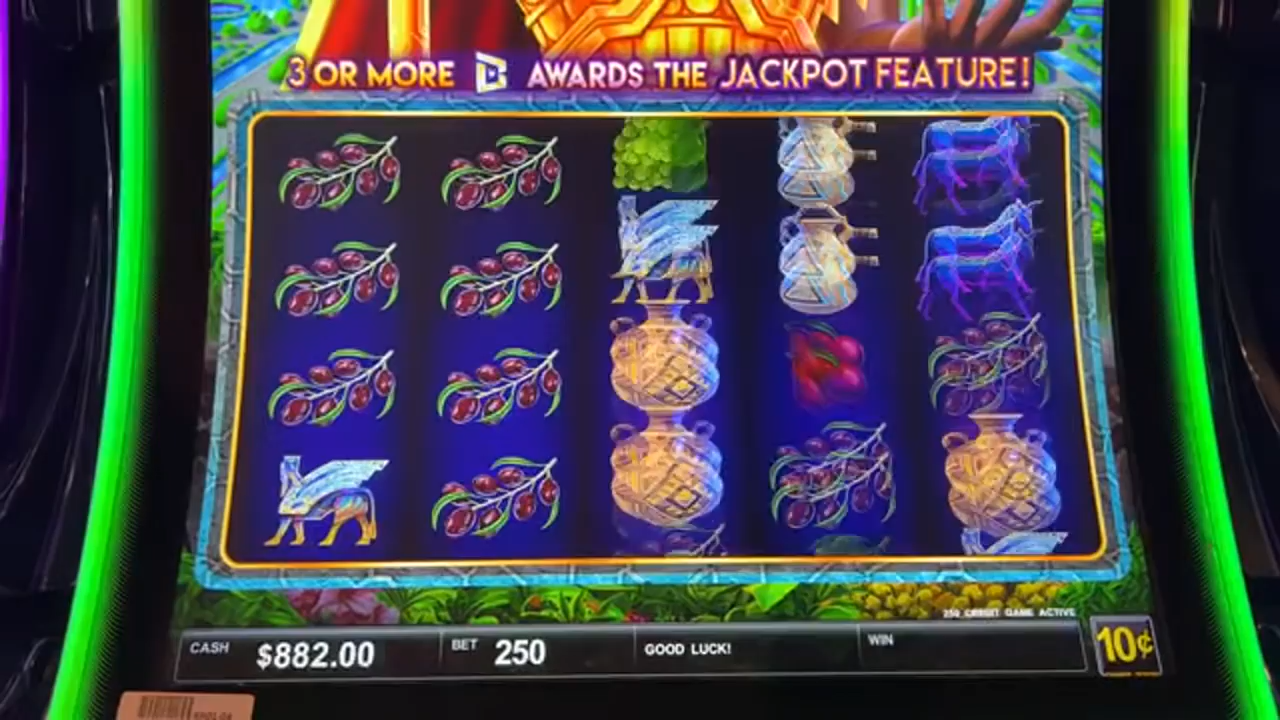 3 OR MORE B AWARDS THE JACKPOT FEATURE!
250 CREDIT GAME ACTIVE
CASH $882.00 BET 250 GOOD LUCK! WIN 10¢